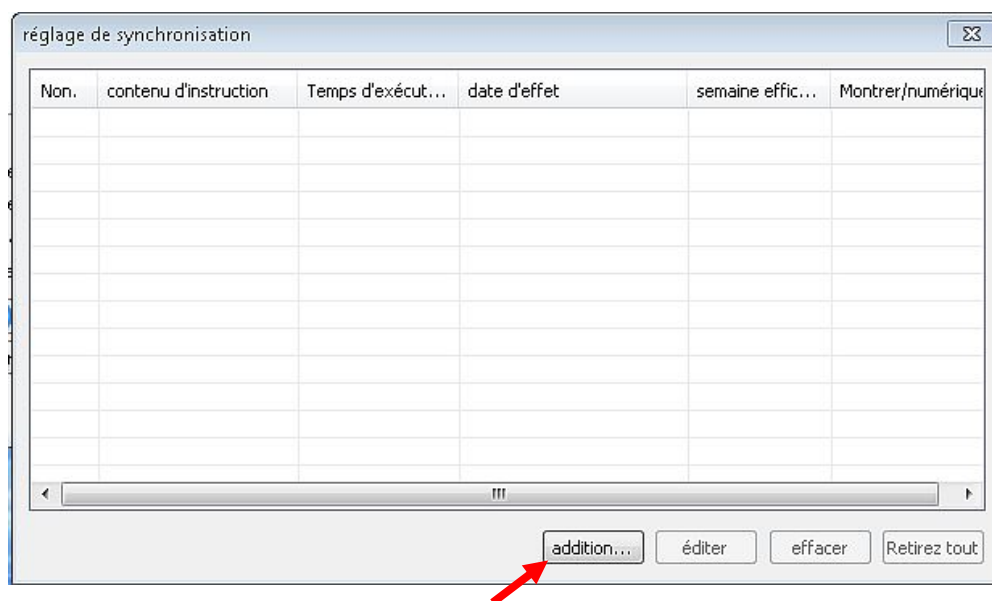 réglage de synchronisation
Non. contenu d'instruction Temps d'exécut... date d'effet semaine effic... Montrer/numérique
addition... éditer effacer Retirez tout